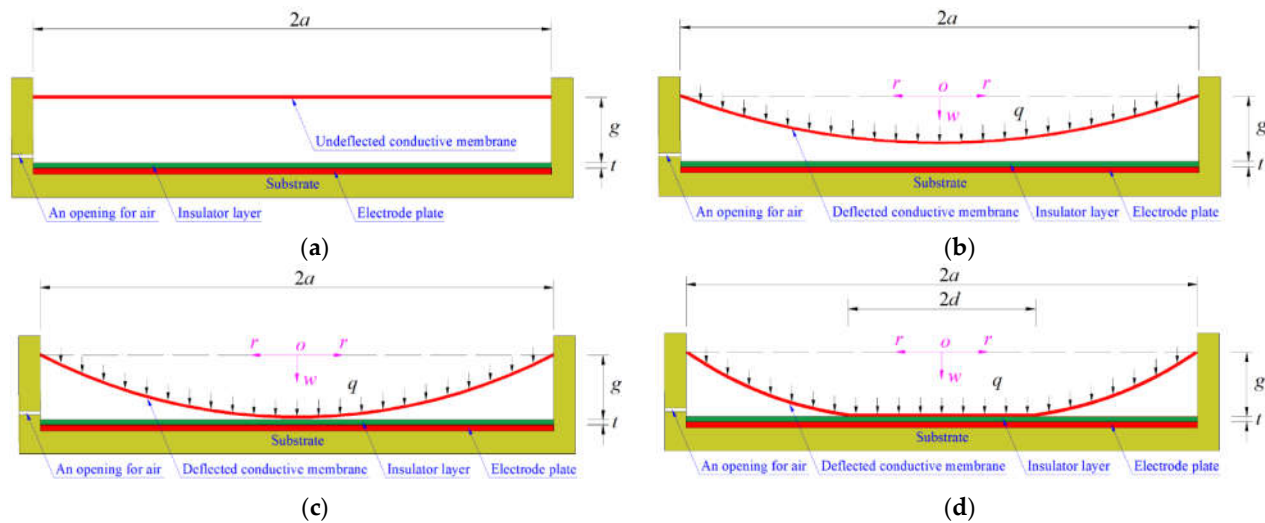 2a
g
t
Undeflected conductive membrane
Substrate
An opening for air
Insulator layer
Electrode plate
(a)
2a
r
o
r
w
q
g
t
Substrate
An opening for air
Deflected conductive membrane
Insulator layer
Electrode plate
(b)
2a
r
o
r
w
q
g
t
Substrate
An opening for air
Deflected conductive membrane
Insulator layer
Electrode plate
(c)
2a
2d
r
o
r
w
q
g
t
Substrate
An opening for air
Deflected conductive membrane
Insulator layer
Electrode plate
(d)